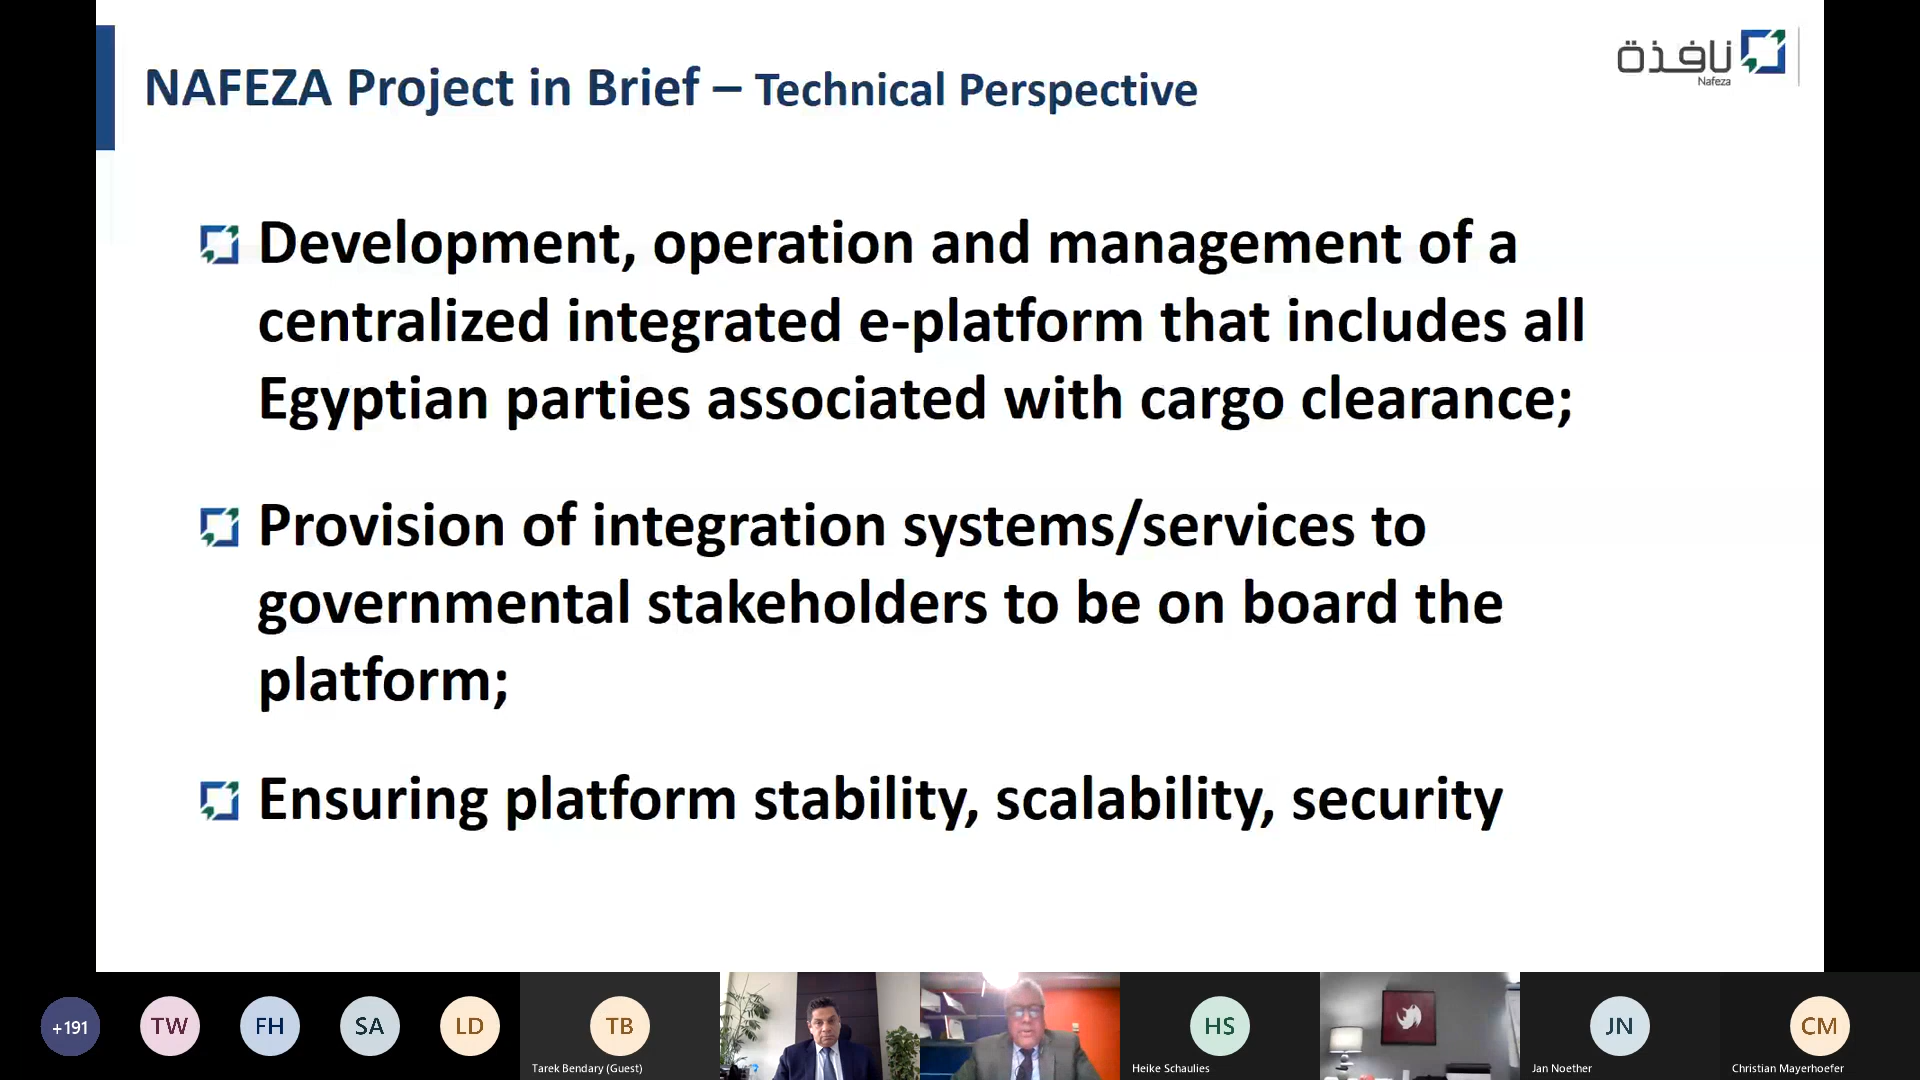 NAFEZA Project in Brief – Technical Perspective
نافذة
Nafeza
Development, operation and management of a
centralized integrated e-platform that includes all
Egyptian parties associated with cargo clearance;
Provision of integration systems/services to
governmental stakeholders to be on board the
platform;
Ensuring platform stability, scalability, security
+191
TW
FH
SA
LD
TB
Tarek Bendary (Guest)
HS
Heike Schaulies
JN
Jan Noether
CM
Christian Mayerhoefer